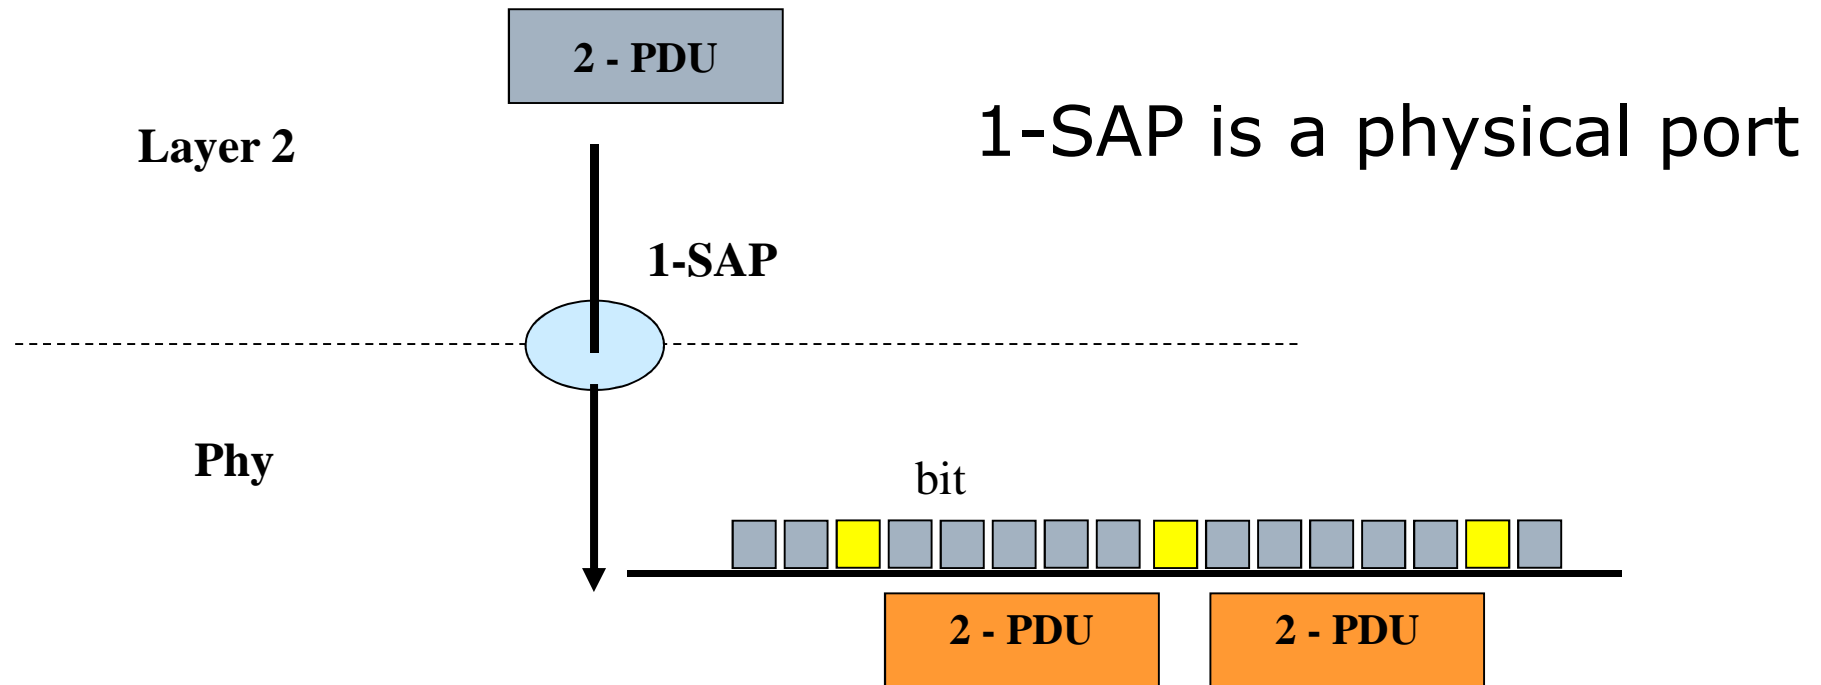 2 - PDU
1-SAP is a physical port
Layer 2
1-SAP
Phy
bit
2 - PDU
2 - PDU